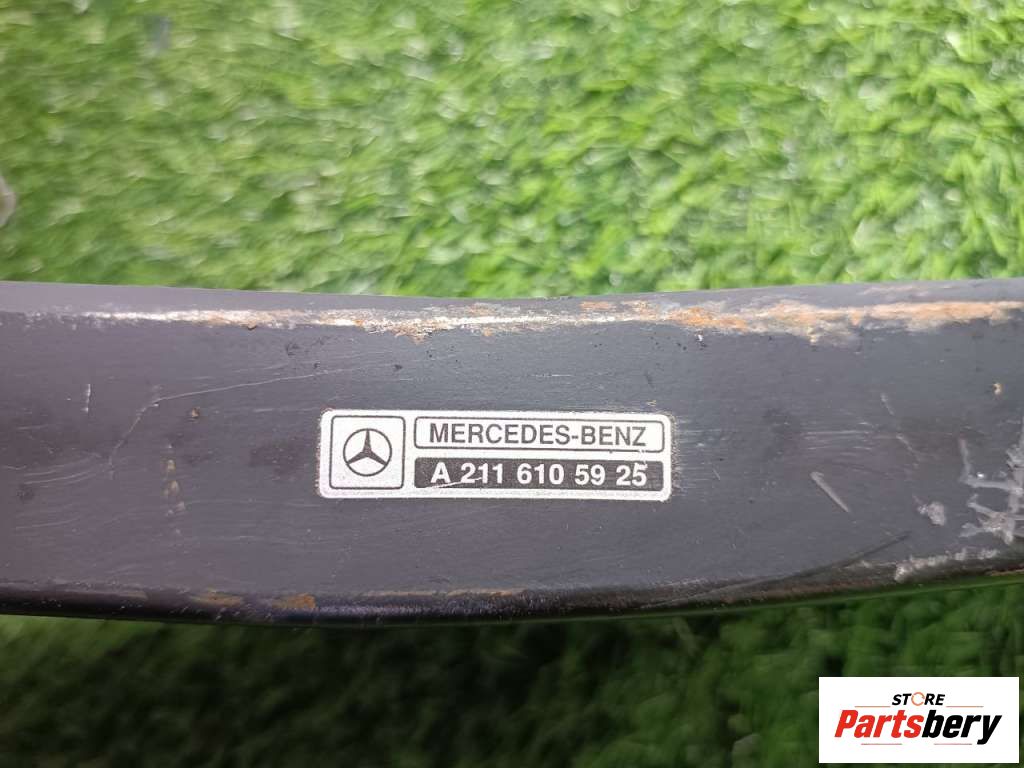 MERCEDES-BENZ
A 211 610 59 25
STORE
Partsbery